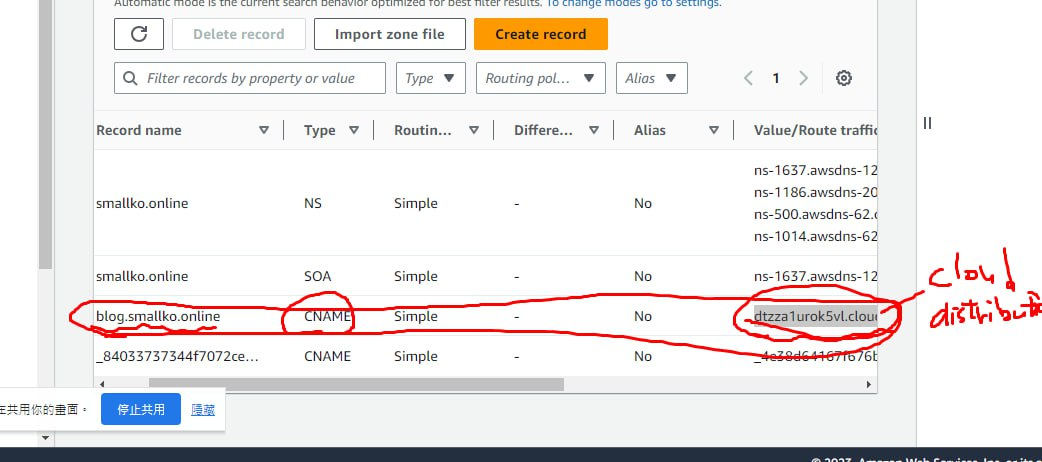 Automatic mode is the current search behavior optimized for best filter results. To change modes go to settings.
Delete record Import zone file Create record
Filter records by property or value Type Routing pol... Alias 1
Record name Type Routin... Differe... Alias Value/Route traffic
ns-1637.awsdns-12
ns-1186.awsdns-20
smallko.online NS Simple - No
ns-500.awsdns-62.
ns-1014.awsdns-62
smallko.online SOA Simple - No ns-1637.awsdns-12
cloud
blog.smallko.online CNAME Simple - No dtzza1urok5vl.cloud
distributi
_84033737344f7072ce... CNAME Simple - No _4e38d64167f676b
在共用你的畫面。 停止共用 隱藏
© 2023, Amazon Web Services, Inc. or its